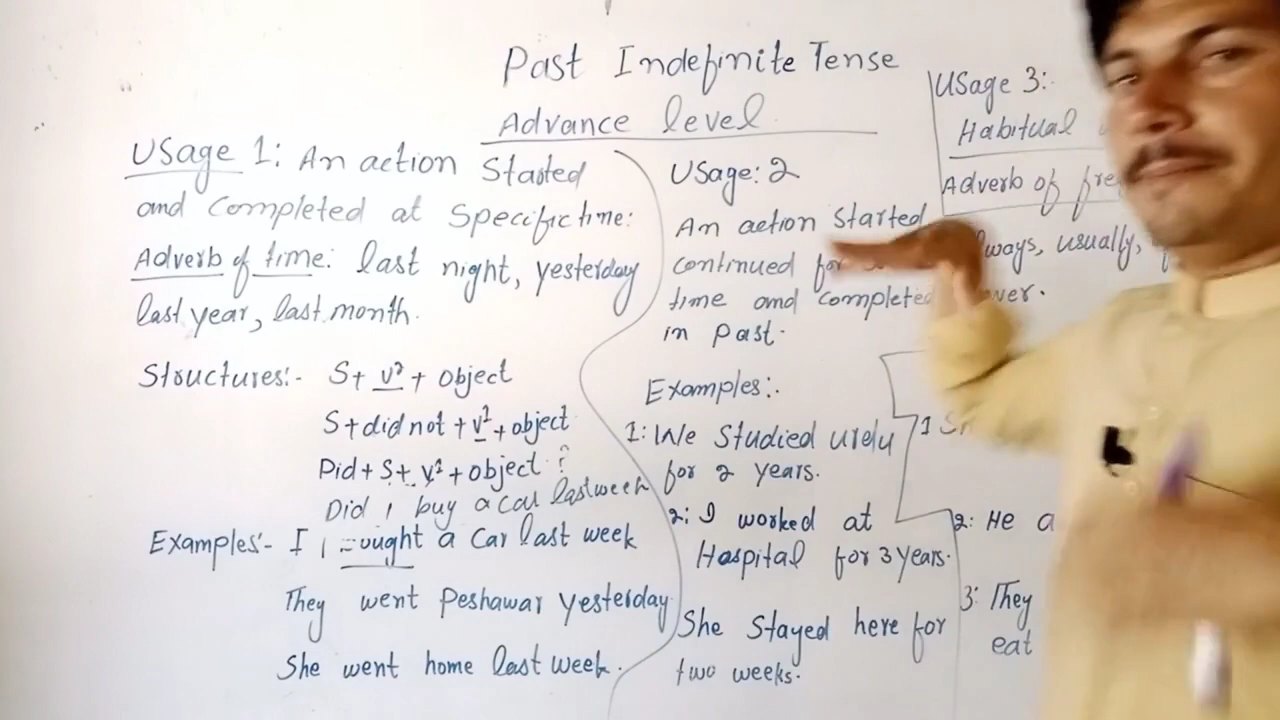 Past Indefinite Tense
Advance level
Usage 1: An action Started
and Completed at Specific time:
Adverb of time: last night, yesterday
last year, last month.
Structures:- S+ V² + Object
S+did not + V¹ + object
Did + S + V¹ + object ?
Did I buy a car last week
Examples:- I bought a Car last week
They went Peshawar yesterday
She went home last week.
Usage: 2
An action Started
continued for
time and completed
in past.
Examples:.
1: We Studied urdu
for 2 years.
2: I worked at
Hospital for 3 years.
She Stayed here for
two weeks.
Usage 3:
Habitual
Adverb of
usually,
1
2: He
3: They
eat